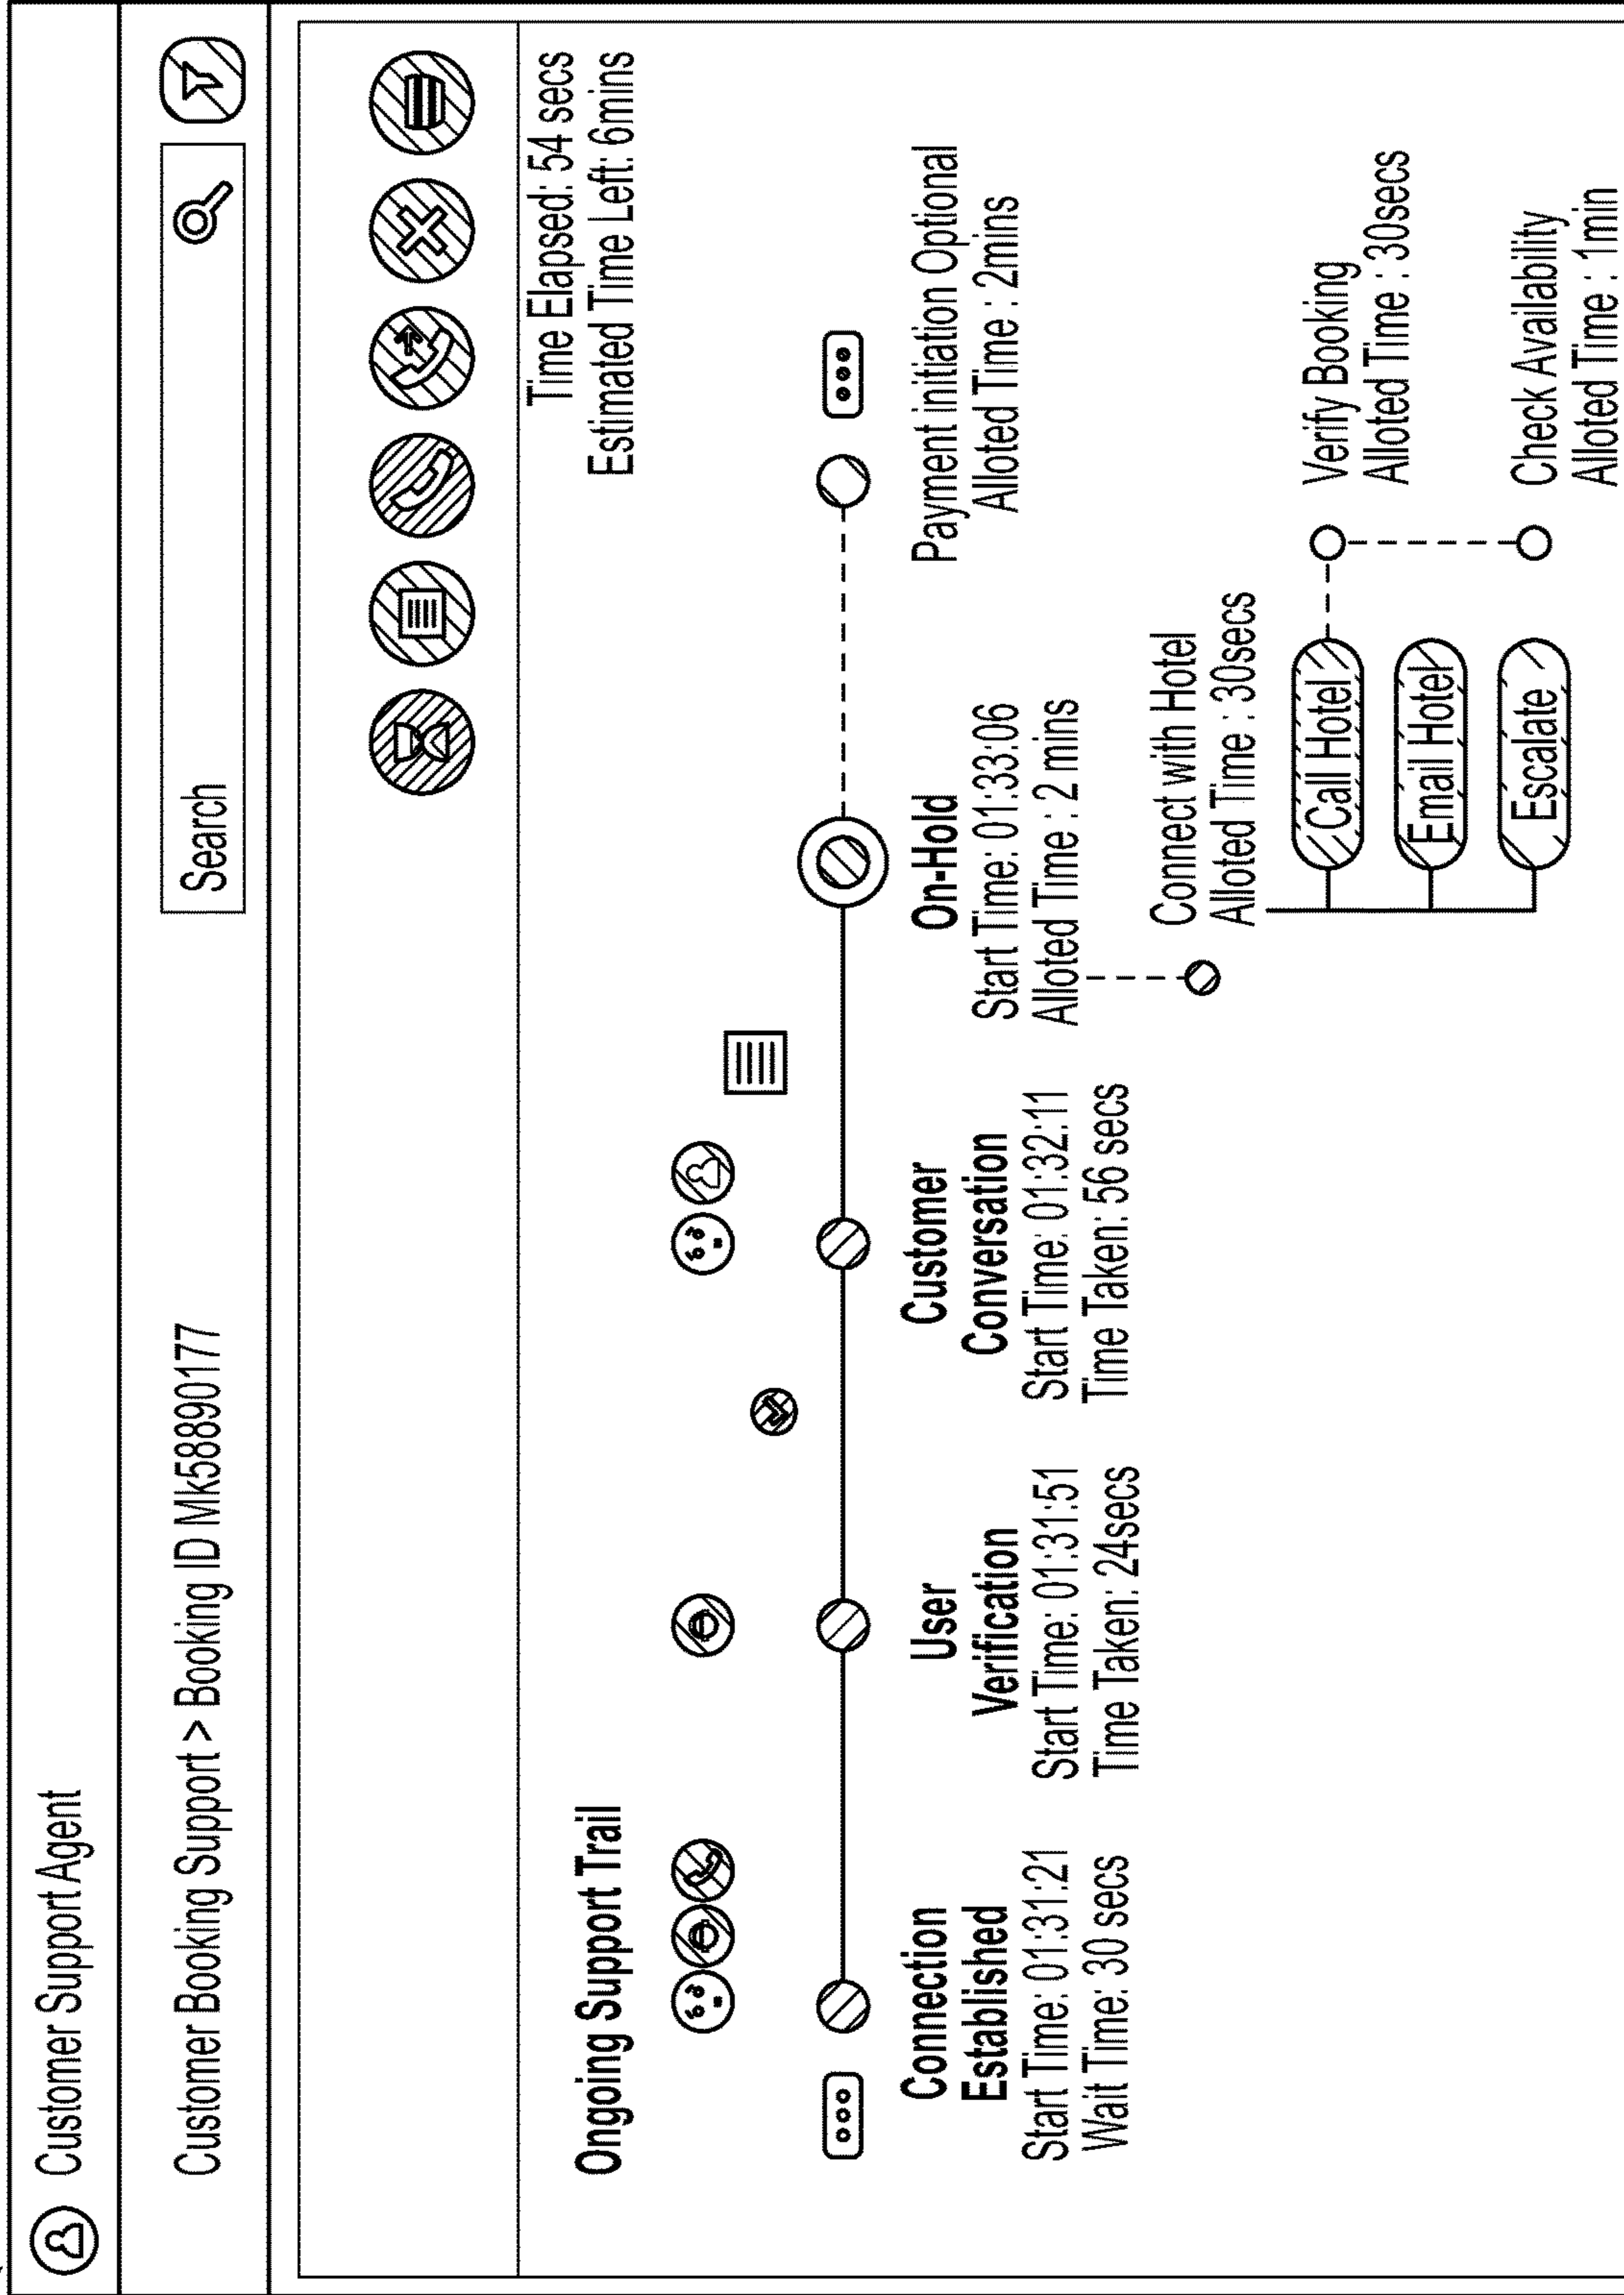 Customer Support Agent
Customer Booking Support > Booking ID Mk58890177
Search
Time Elapsed: 54 secs
Estimated Time Left: 6mins
Ongoing Support Trail
Connection
Established
Start Time: 01:31:21
Wait Time: 30 secs
User
Verification
Start Time: 01:31:51
Time Taken: 24secs
Customer
Conversation
Start Time: 01:32:11
Time Taken: 56 secs
On-Hold
Start Time: 01:33:06
Alloted Time : 2 mins
Payment initiation Optional
Alloted Time : 2mins
Connect with Hotel
Alloted Time : 30secs
Call Hotel
Email Hotel
Escalate
Verify Booking
Alloted Time : 30secs
Check Availability
Alloted Time : 1min